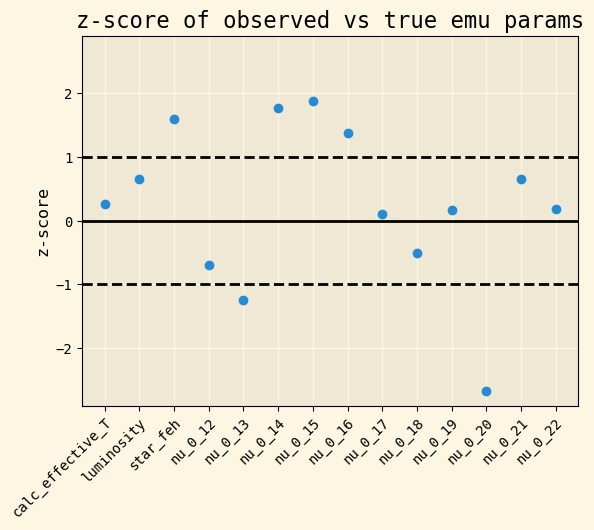 z-score of observed vs true emu params
z-score
2
1
0
−1
−2
calc_effective_T
luminosity
star_feh
nu_0_12
nu_0_13
nu_0_14
nu_0_15
nu_0_16
nu_0_17
nu_0_18
nu_0_19
nu_0_20
nu_0_21
nu_0_22